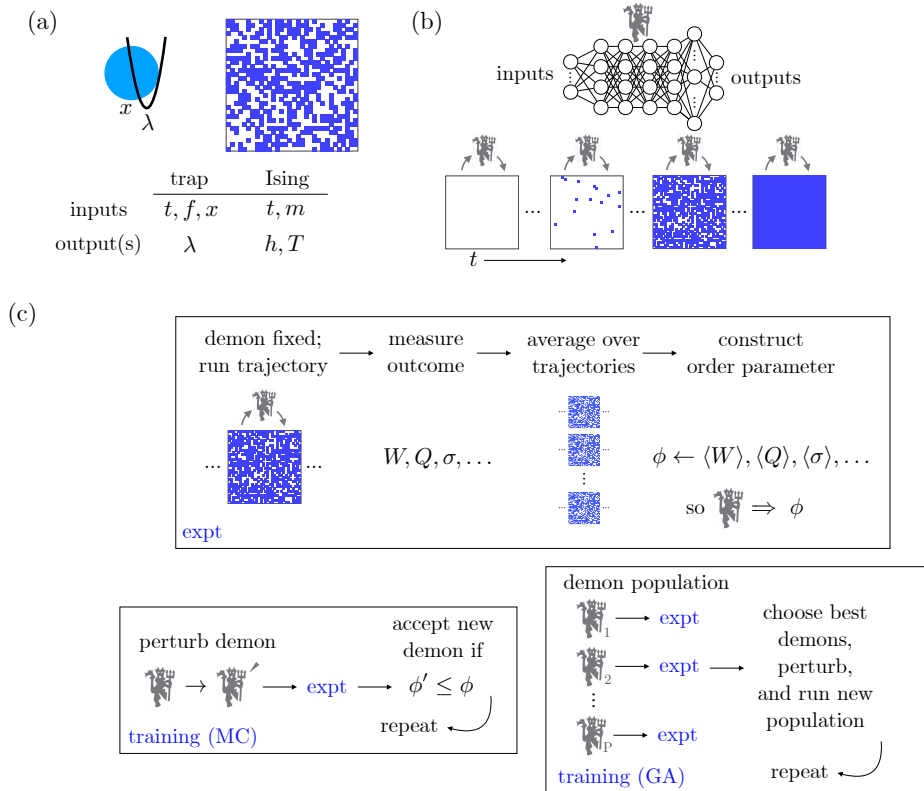 (a)
x
λ
trap Ising
inputs t, f, x t, m
output(s) λ h, T
(b)
inputs outputs
... ... ...
t
(c)
demon fixed; run trajectory
measure outcome
average over trajectories
construct order parameter
... ...
W, Q, σ, . . .
ϕ ← ⟨W⟩, ⟨Q⟩, ⟨σ⟩, . . .
so ⇒ ϕ
expt
perturb demon
→
expt
accept new
demon if
ϕ′ ≤ ϕ
repeat
training (MC)
demon population
1 expt
2 expt
P expt
choose best
demons,
perturb,
and run new
population
repeat
training (GA)